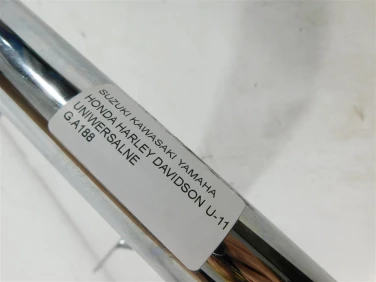 SUZUKI KAWASAKI YAMAHA
HONDA HARLEY DAVIDSON U-11
UNIWERSALNE
G.A188